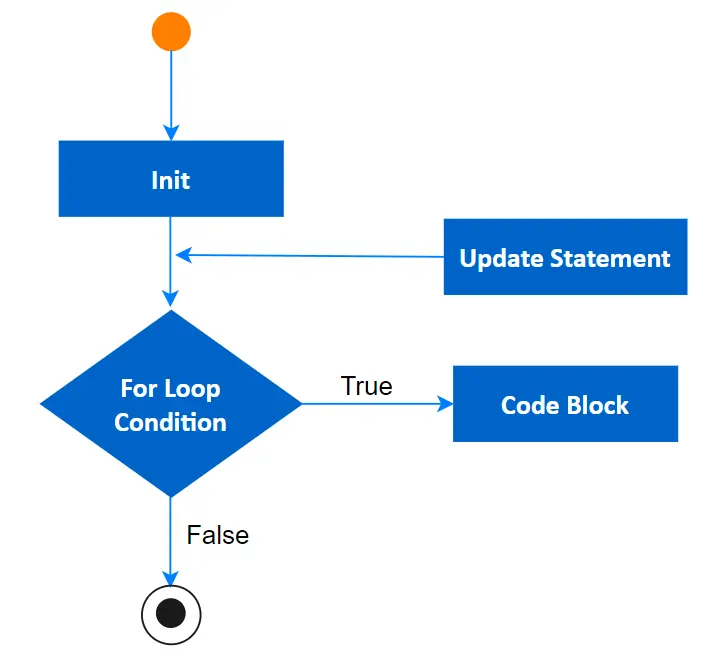 Init
Update Statement
For Loop
Condition
True
Code Block
False